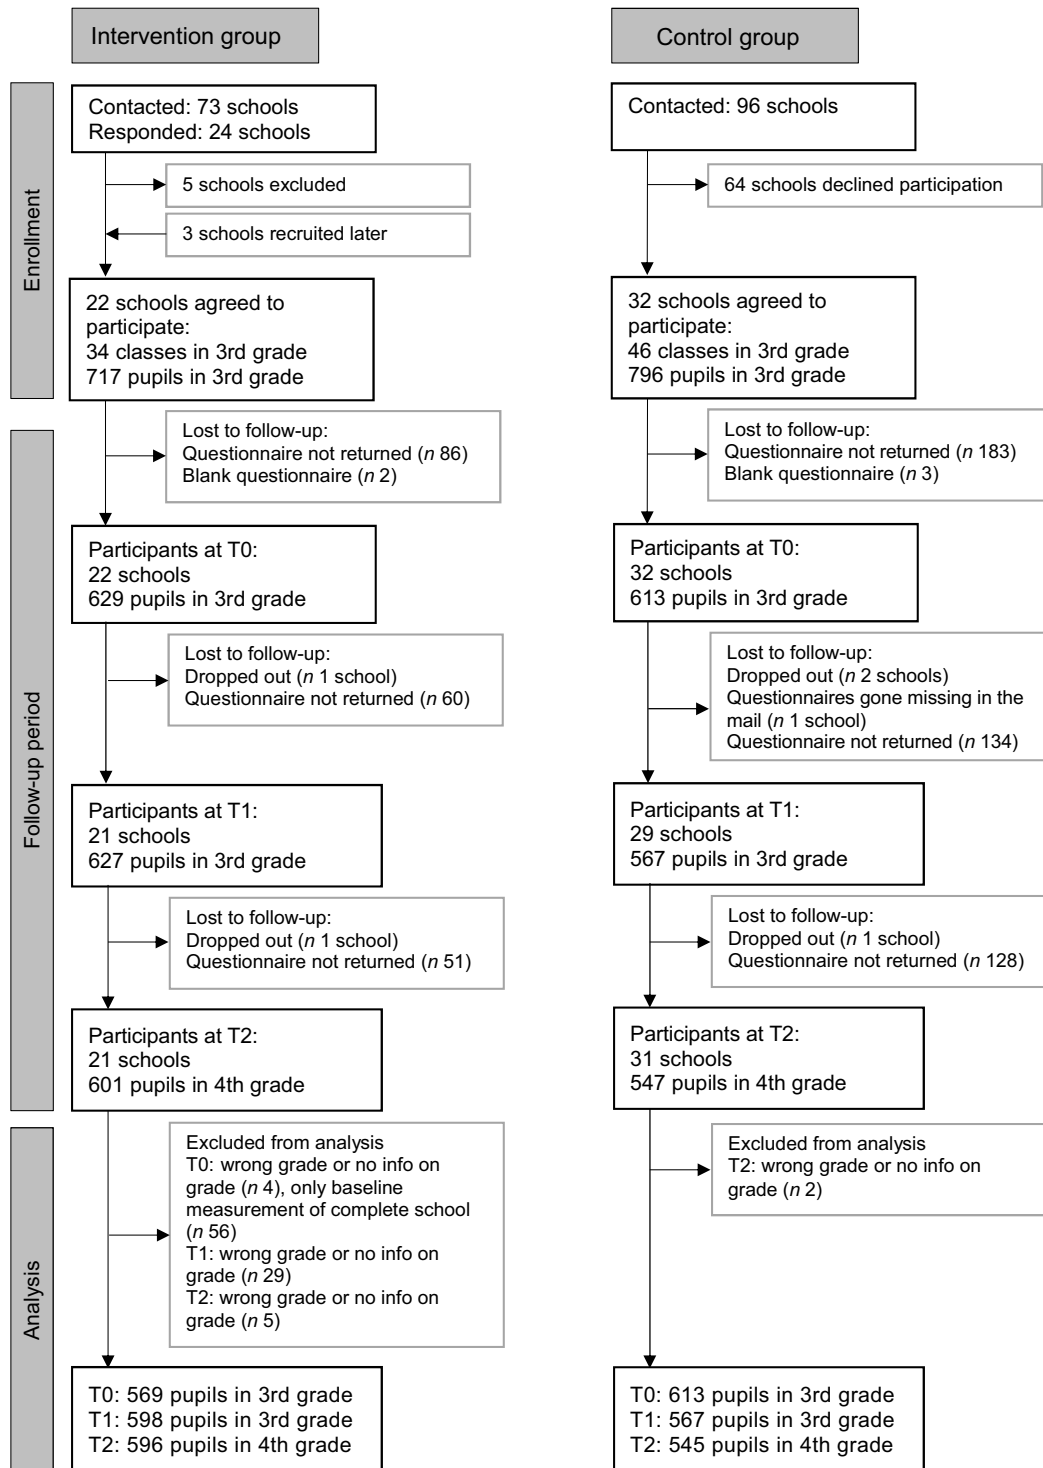 Intervention group
Control group
Enrollment
Contacted: 73 schools
Responded: 24 schools
Contacted: 96 schools
5 schools excluded
64 schools declined participation
3 schools recruited later
22 schools agreed to
participate:
34 classes in 3rd grade
717 pupils in 3rd grade
32 schools agreed to
participate:
46 classes in 3rd grade
796 pupils in 3rd grade
Follow-up period
Lost to follow-up:
Questionnaire not returned (n 86)
Blank questionnaire (n 2)
Lost to follow-up:
Questionnaire not returned (n 183)
Blank questionnaire (n 3)
Participants at T0:
22 schools
629 pupils in 3rd grade
Participants at T0:
32 schools
613 pupils in 3rd grade
Lost to follow-up:
Dropped out (n 1 school)
Questionnaire not returned (n 60)
Lost to follow-up:
Dropped out (n 2 schools)
Questionnaires gone missing in the
mail (n 1 school)
Questionnaire not returned (n 134)
Participants at T1:
21 schools
627 pupils in 3rd grade
Participants at T1:
29 schools
567 pupils in 3rd grade
Lost to follow-up:
Dropped out (n 1 school)
Questionnaire not returned (n 51)
Lost to follow-up:
Dropped out (n 1 school)
Questionnaire not returned (n 128)
Participants at T2:
21 schools
601 pupils in 4th grade
Participants at T2:
31 schools
547 pupils in 4th grade
Analysis
Excluded from analysis
T0: wrong grade or no info on
grade (n 4), only baseline
measurement of complete school
(n 56)
T1: wrong grade or no info on
grade (n 29)
T2: wrong grade or no info on
grade (n 5)
Excluded from analysis
T2: wrong grade or no info on
grade (n 2)
T0: 569 pupils in 3rd grade
T1: 598 pupils in 3rd grade
T2: 596 pupils in 4th grade
T0: 613 pupils in 3rd grade
T1: 567 pupils in 3rd grade
T2: 545 pupils in 4th grade